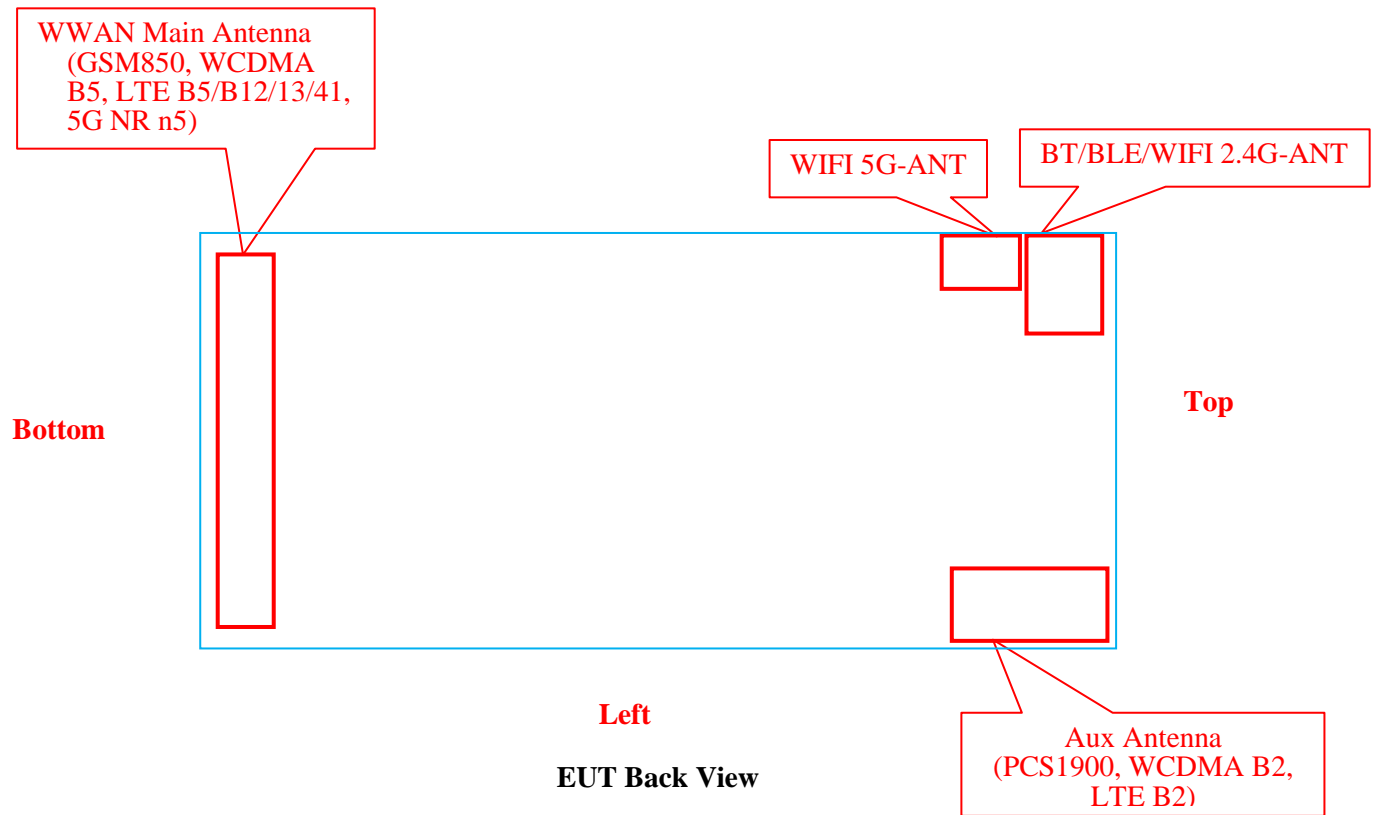 WWAN Main Antenna
(GSM850, WCDMA
B5, LTE B5/B12/13/41,
5G NR n5)
WIFI 5G-ANT
BT/BLE/WIFI 2.4G-ANT
Bottom
Top
Left
EUT Back View
Aux Antenna
(PCS1900, WCDMA B2,
LTE B2)